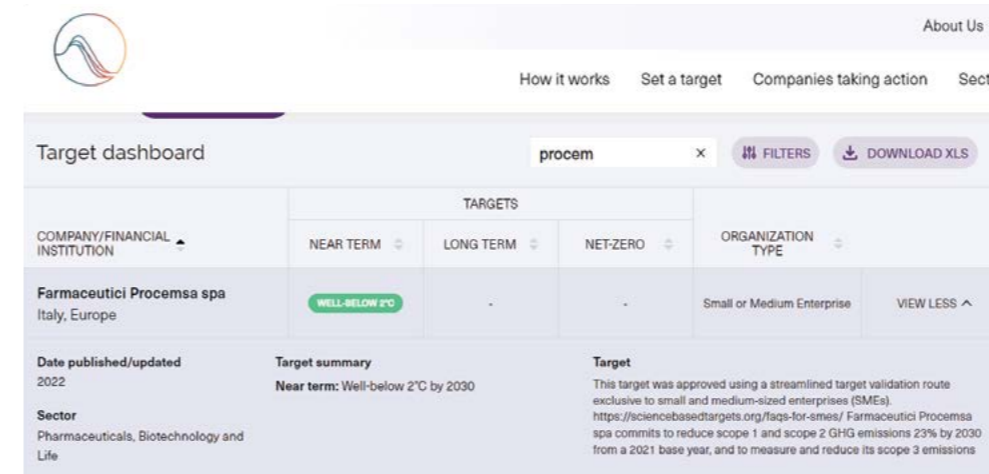 About Us
How it works Set a target Companies taking action Sect
Target dashboard procem × FILTERS DOWNLOAD XLS
TARGETS
COMPANY/FINANCIAL
INSTITUTION
NEAR TERM LONG TERM NET-ZERO
ORGANIZATION
TYPE
Farmaceutici Procemsa spa
Italy, Europe
WELL-BELOW 2°C - - Small or Medium Enterprise VIEW LESS
Date published/updated
2022
Sector
Pharmaceuticals, Biotechnology and
Life
Target summary
Near term: Well-below 2°C by 2030
Target
This target was approved using a streamlined target validation route
exclusive to small and medium-sized enterprises (SMEs).
https://sciencebasedtargets.org/faqs-for-smes/ Farmaceutici Procemsa
spa commits to reduce scope 1 and scope 2 GHG emissions 23% by 2030
from a 2021 base year, and to measure and reduce its scope 3 emissions